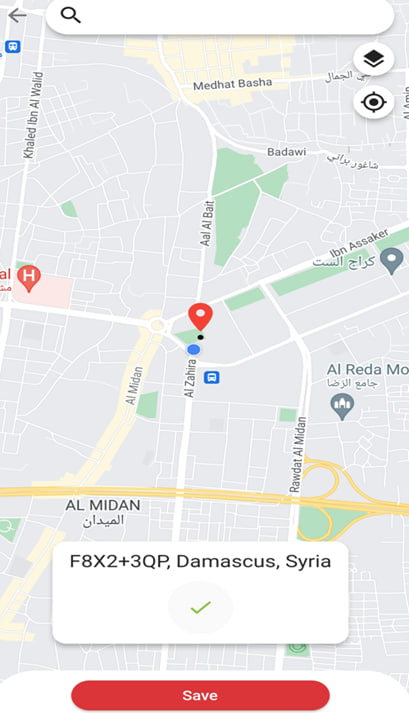 Medhat Basha
Khaled Ibn Al Walid
Badawi
شاغور براني
Aal Al Bait
Ibn Assaker
كراج الست
al
H
Al Zahira
Al Midan
Al Reda Mo
جامع الرضا
Rawdat Al Midan
AL MIDAN
الميدان
F8X2+3QP, Damascus, Syria
Save